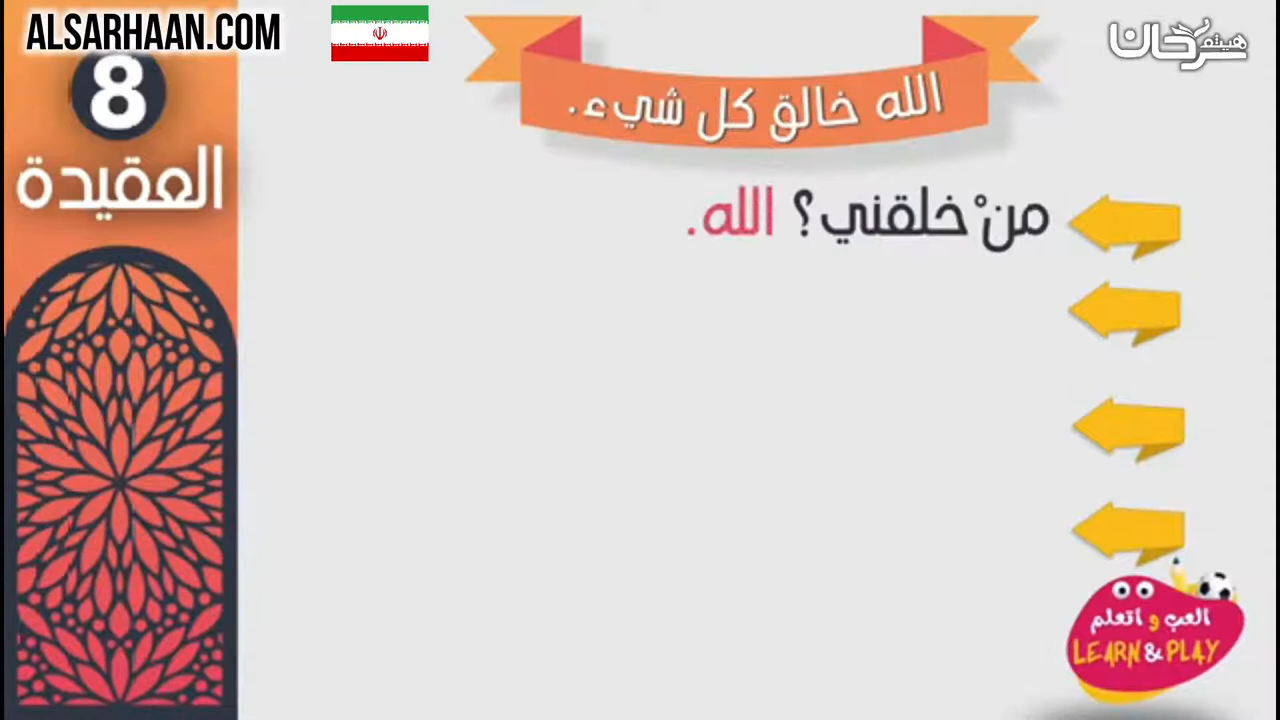 ALSARHAAN.COM
هيثم سرحان
الله خالق كل شيء.
8
العقيدة
منْ خلقني؟ الله.
العب و اتعلم
LEARN & PLAY